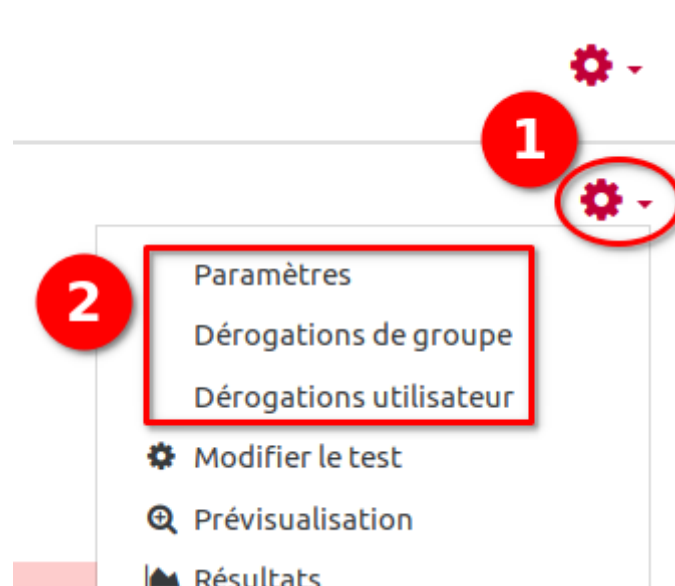 1
2
Paramètres
Dérogations de groupe
Dérogations utilisateur
Modifier le test
Prévisualisation
Résultats